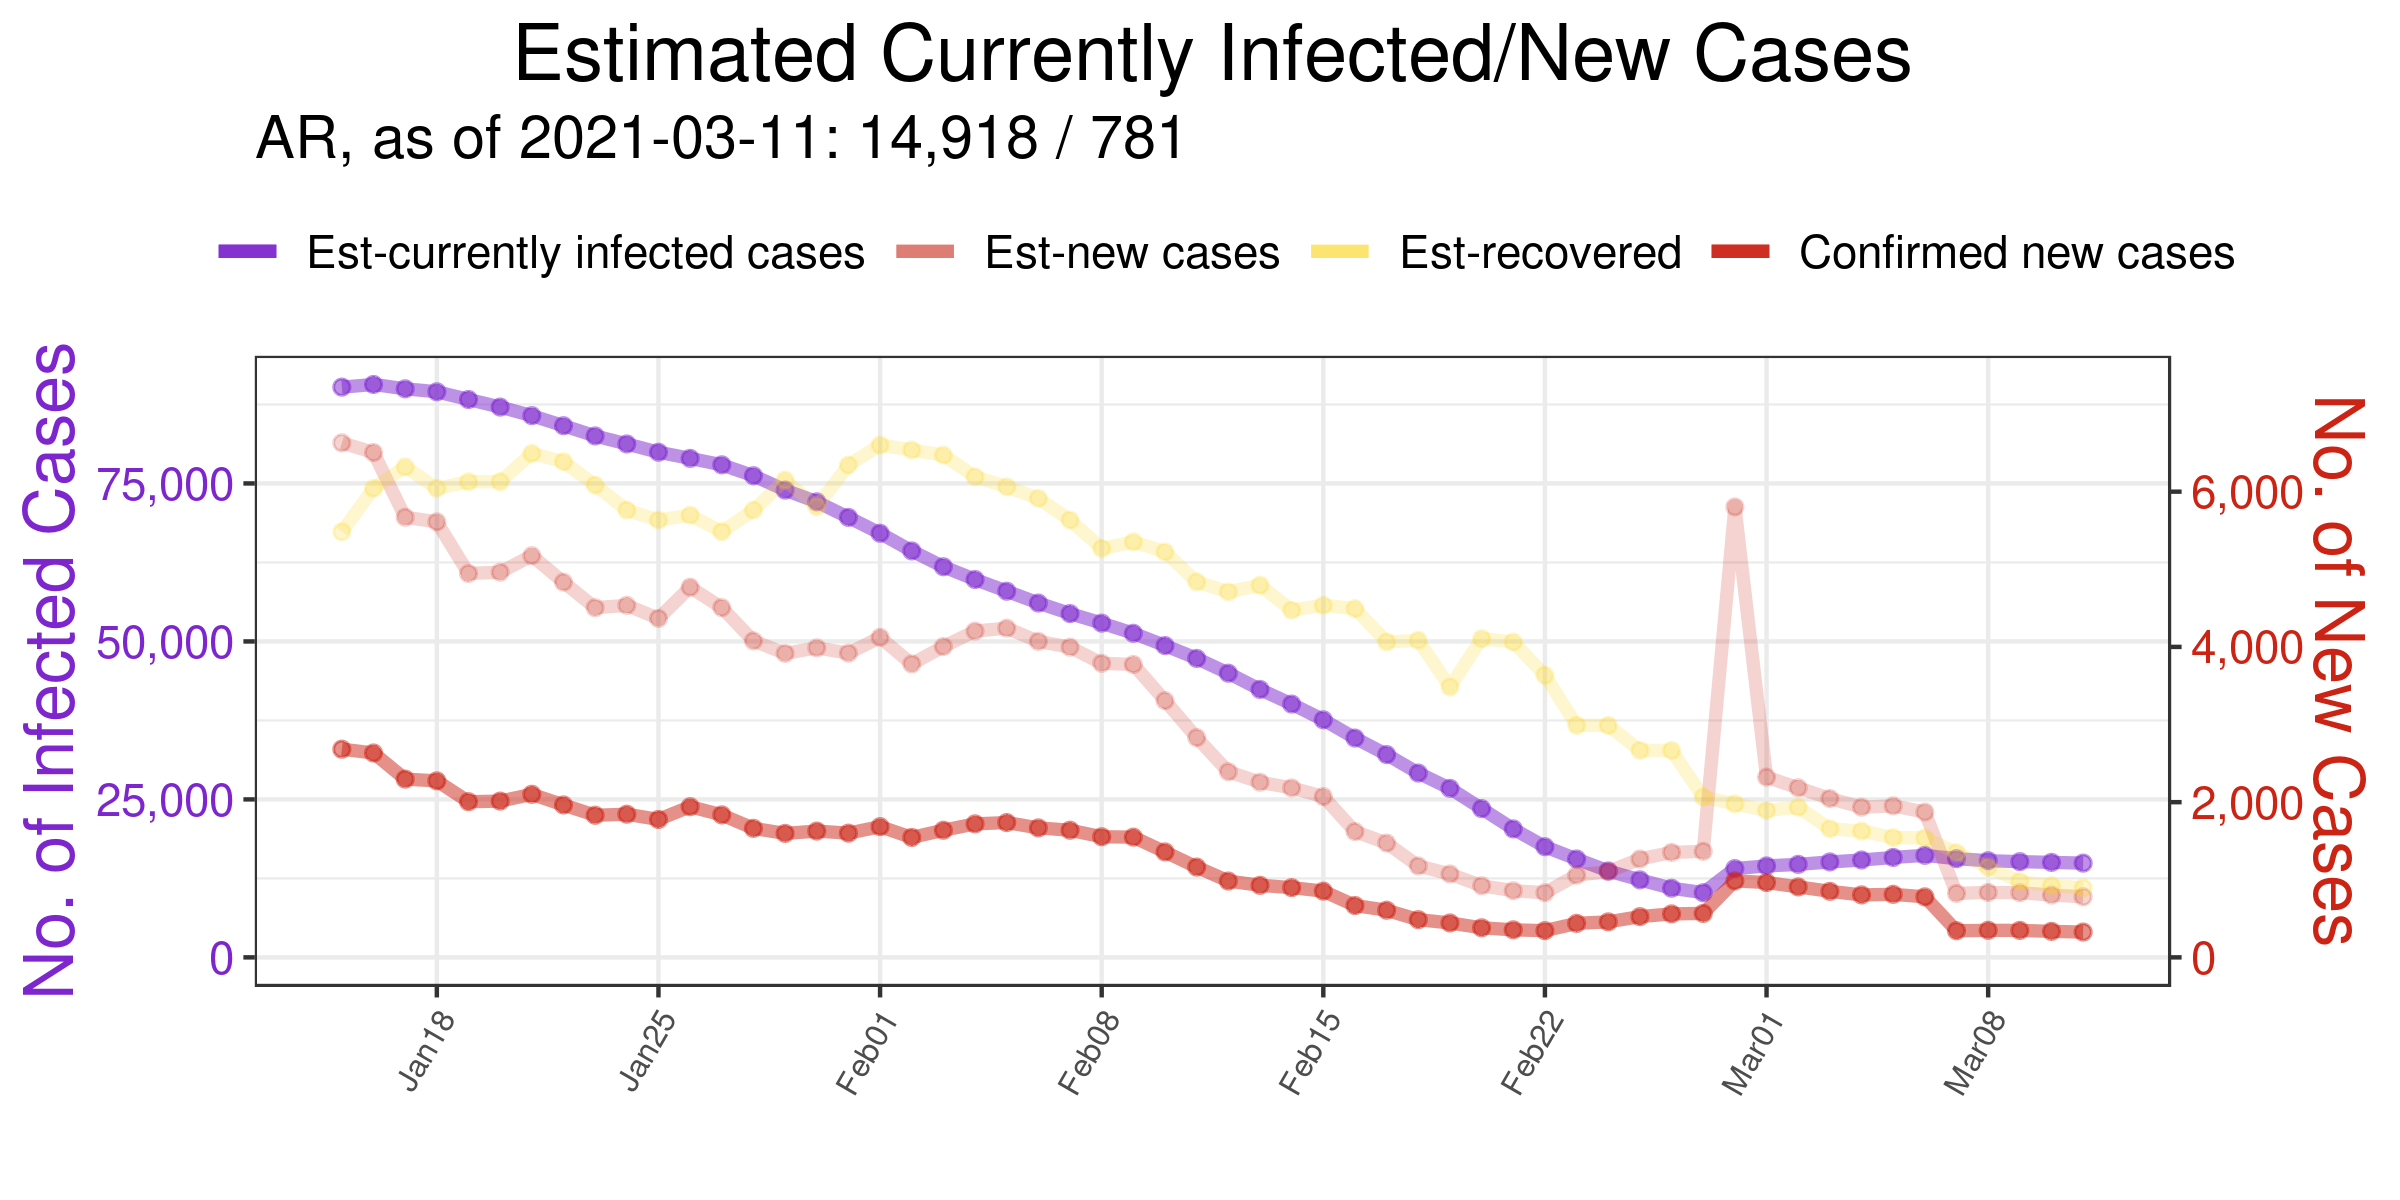 Estimated Currently Infected/New Cases
AR, as of 2021-03-11: 14,918 / 781
Est-currently infected cases Est-new cases Est-recovered Confirmed new cases
No. of Infected Cases
75,000
50,000
25,000
0
6,000
4,000
2,000
0
No. of New Cases
Jan18 Jan25 Feb01 Feb08 Feb15 Feb22 Mar01 Mar08